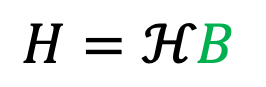 H = ℋB